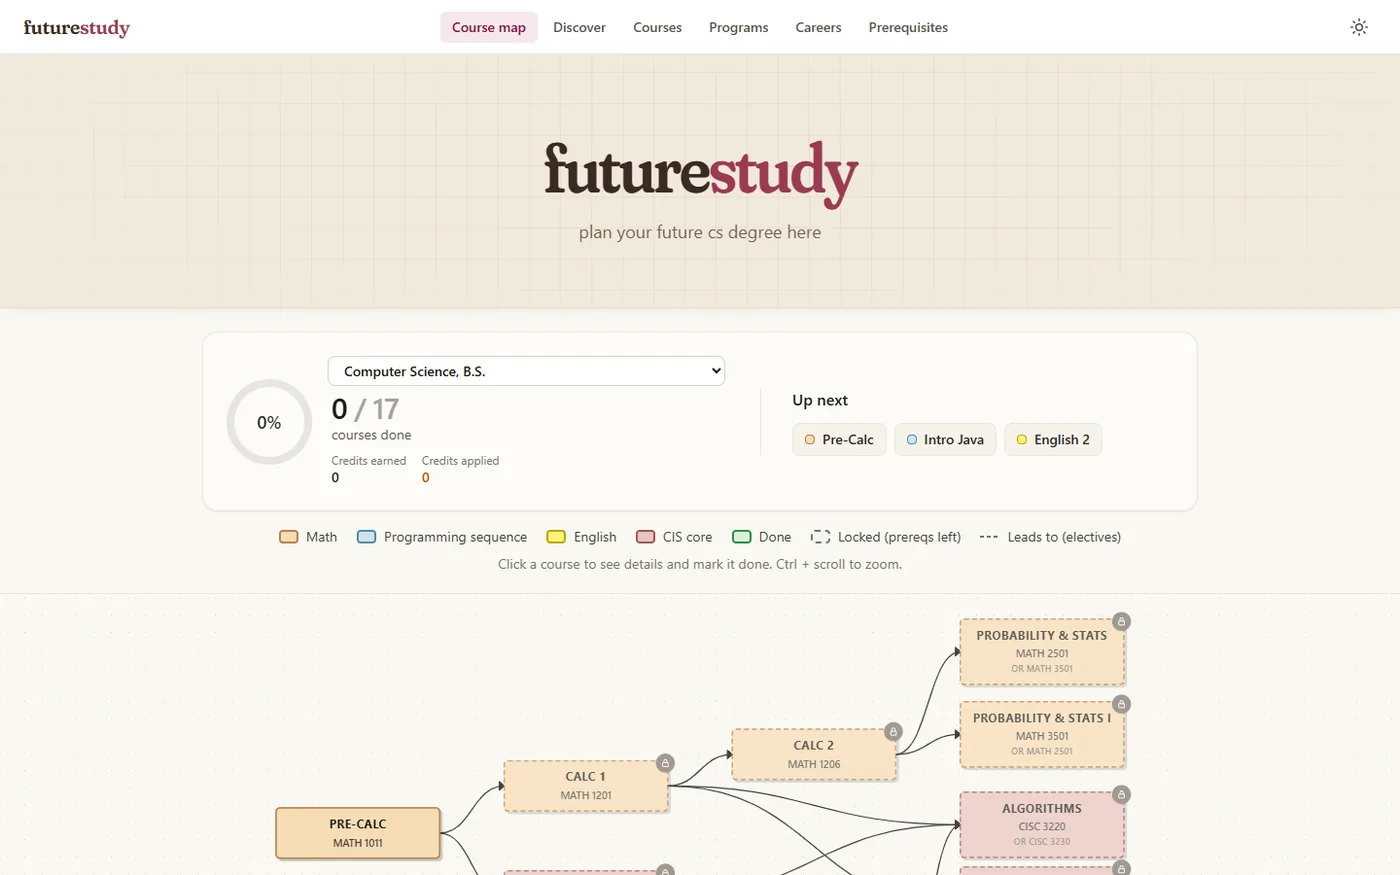 futurestudy
Course map
Discover
Courses
Programs
Careers
Prerequisites
futurestudy
plan your future cs degree here
0%
Computer Science, B.S.
0 / 17
courses done
Credits earned
0
Credits applied
0
Up next
Pre-Calc
Intro Java
English 2
Math
Programming sequence
English
CIS core
Done
Locked (prereqs left)
Leads to (electives)
Click a course to see details and mark it done. Ctrl + scroll to zoom.
PROBABILITY & STATS
MATH 2501
OR MATH 3501
PROBABILITY & STATS I
MATH 3501
OR MATH 2501
CALC 2
MATH 1206
CALC 1
MATH 1201
ALGORITHMS
CISC 3220
OR CISC 3230
PRE-CALC
MATH 1011